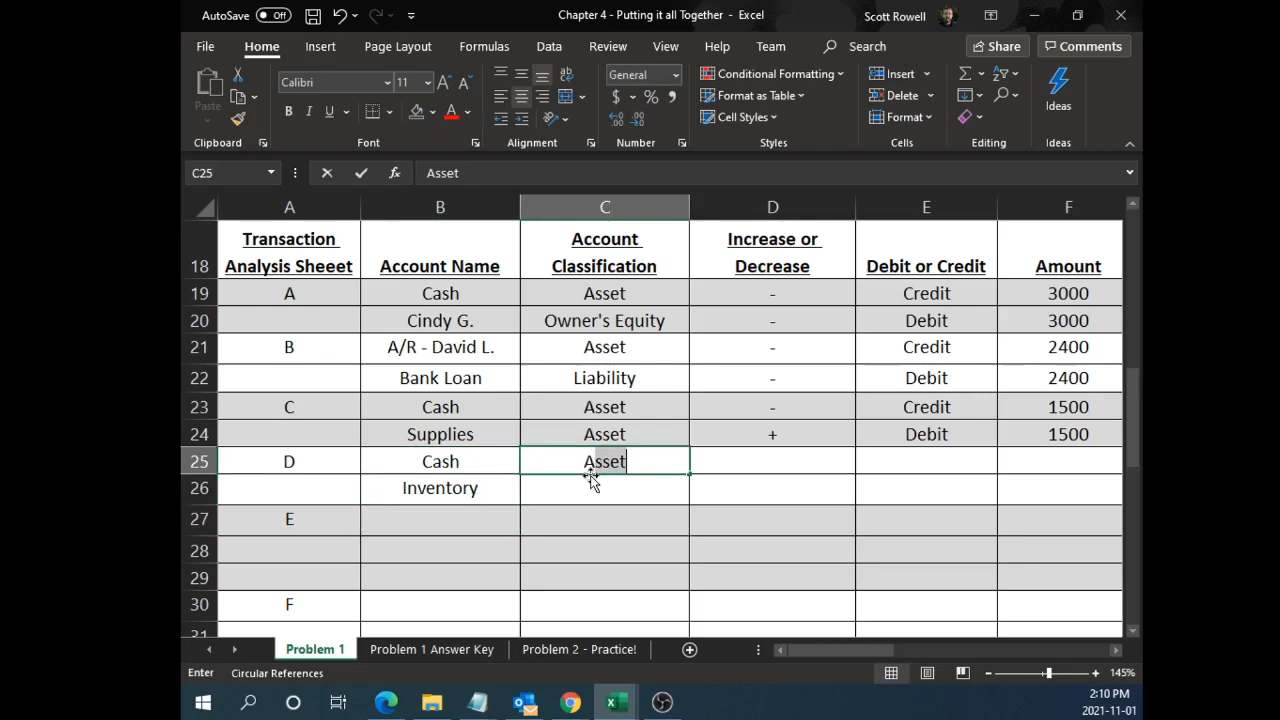 AutoSave Off Chapter 4 - Putting it all Together - Excel Scott Rowell
File Home Insert Page Layout Formulas Data Review View Help Team Search Share Comments
Paste Calibri 11 A A ab General Conditional Formatting Insert Ideas
B I U A $ % Format as Table Delete
Cell Styles Format
Clipboard Font Alignment Number Styles Cells Editing Ideas
C25 fx Asset
A B C D E F
Transaction Account Increase or
18 Analysis Sheeet Account Name Classification Decrease Debit or Credit Amount
19 A Cash Asset - Credit 3000
20 Cindy G. Owner's Equity - Debit 3000
21 B A/R - David L. Asset - Credit 2400
22 Bank Loan Liability - Debit 2400
23 C Cash Asset - Credit 1500
24 Supplies Asset + Debit 1500
25 D Cash Asset
26 Inventory
27 E
28
29
30 F
31
Problem 1 Problem 1 Answer Key Problem 2 - Practice!
Enter Circular References 145%
2:10 PM
2021-11-01